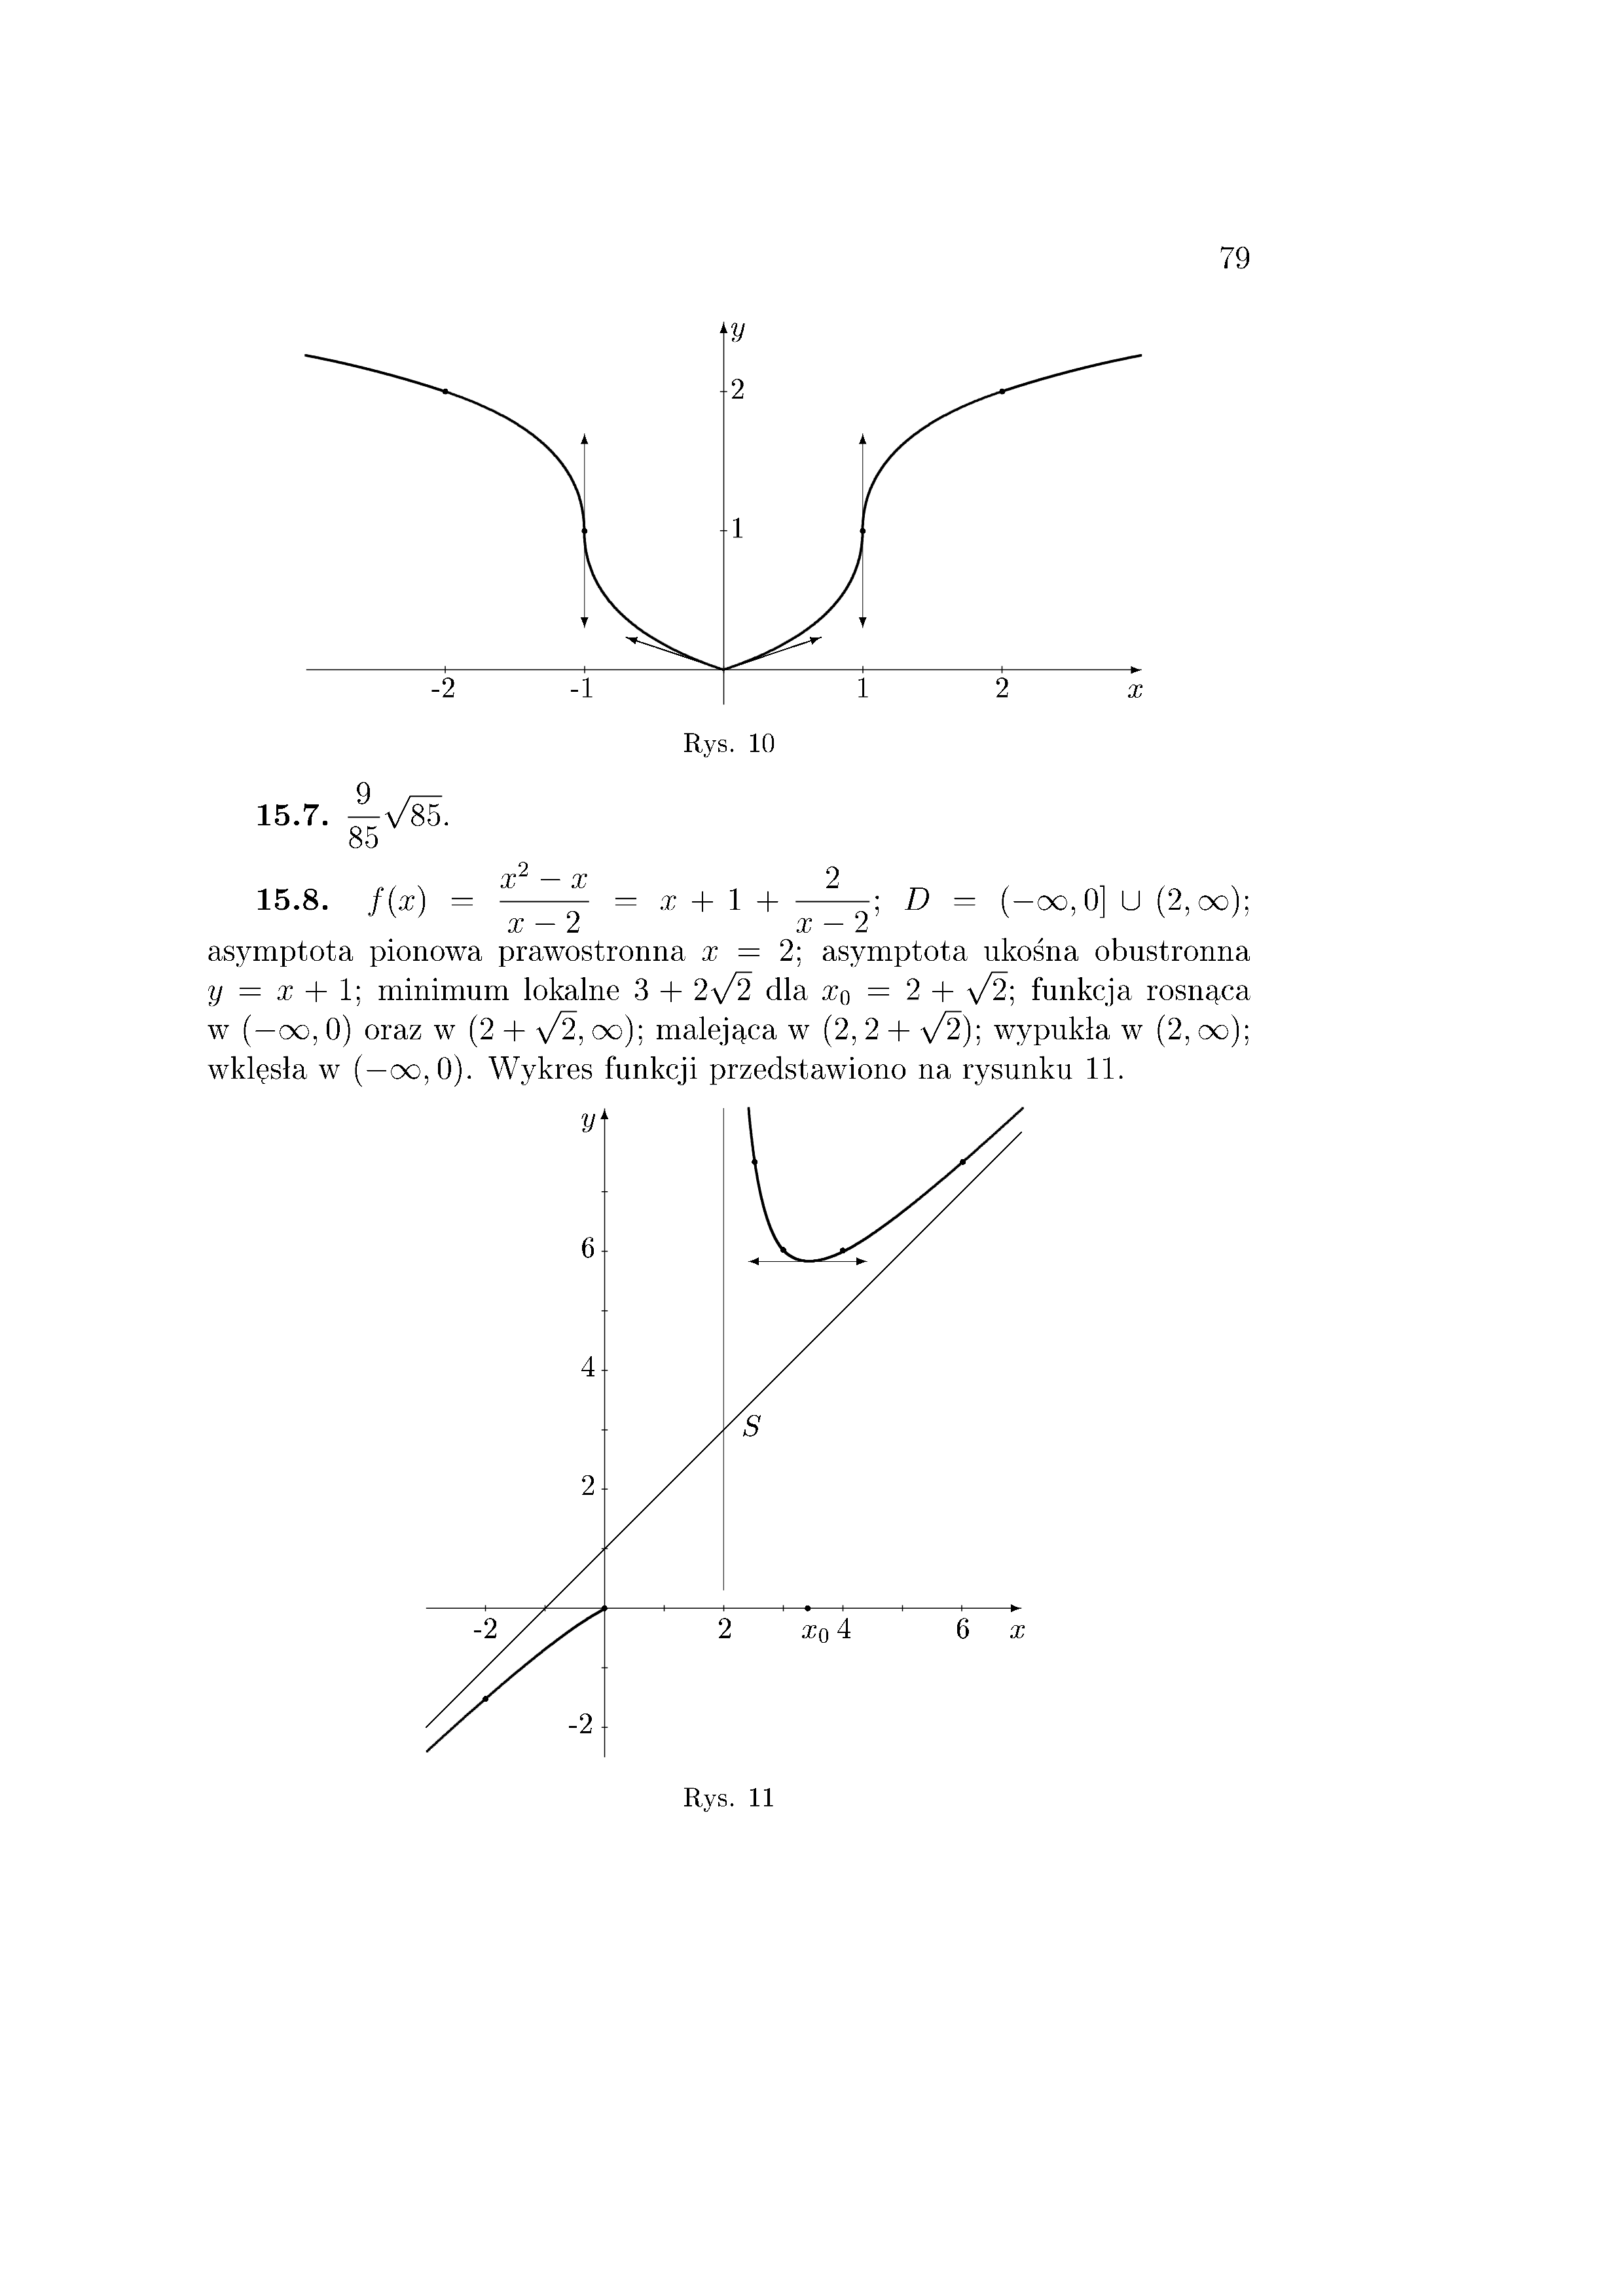 79
y
2
1
-2 -1 1 2 x
Rys. 10
15.7. $\frac{9}{85}\sqrt{85}$.
15.8. $f(x) = \frac{x^2 - x}{x - 2} = x + 1 + \frac{2}{x - 2}$; $D = (-\infty, 0] \cup (2, \infty)$;
asymptota pionowa prawostronna $x = 2$; asymptota ukośna obustronna
$y = x + 1$; minimum lokalne $3 + 2\sqrt{2}$ dla $x_0 = 2 + \sqrt{2}$; funkcja rosnąca
w $(-\infty, 0)$ oraz w $(2 + \sqrt{2}, \infty)$; malejąca w $(2, 2 + \sqrt{2})$; wypukła w $(2, \infty)$;
wklęsła w $(-\infty, 0)$. Wykres funkcji przedstawiono na rysunku 11.
y
6
4
S
2
-2 2 $x_0$ 4 6 x
-2
Rys. 11